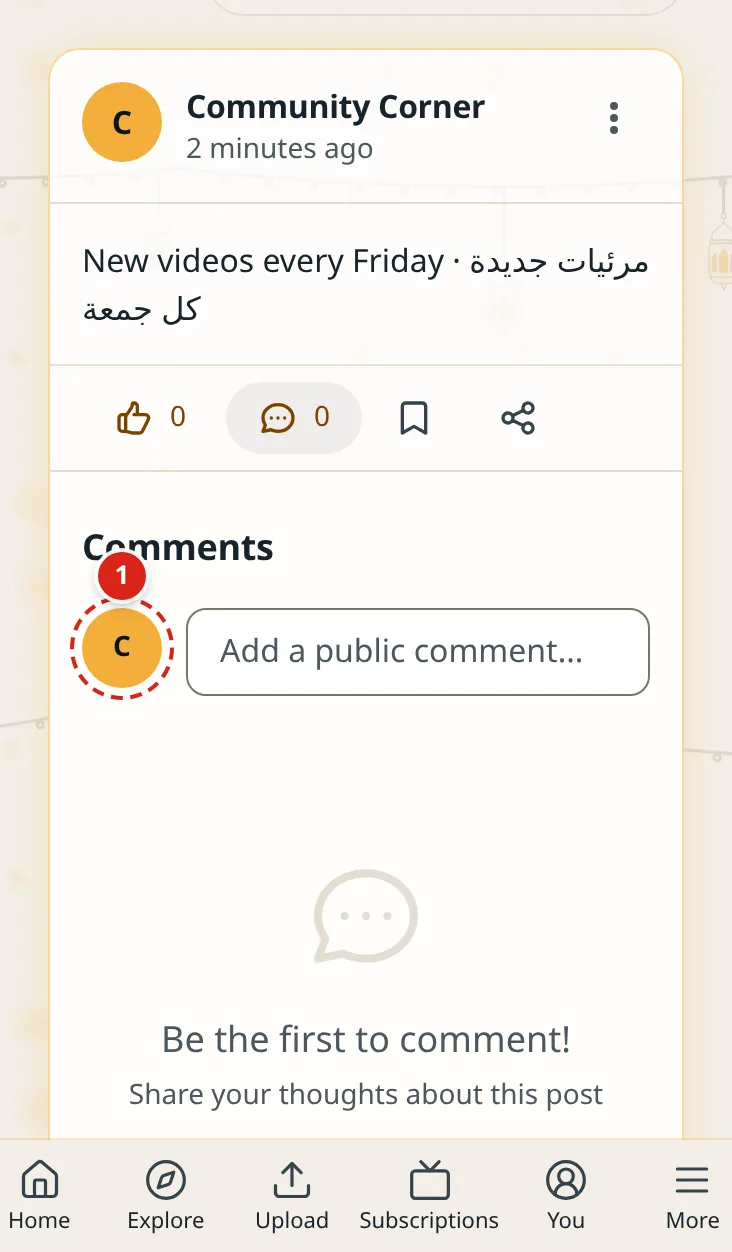 C
Community Corner
2 minutes ago
New videos every Friday · مرئيات جديدة
كل جمعة
0
0
Comments
1
C
Add a public comment...
Be the first to comment!
Share your thoughts about this post
Home
Explore
Upload
Subscriptions
You
More